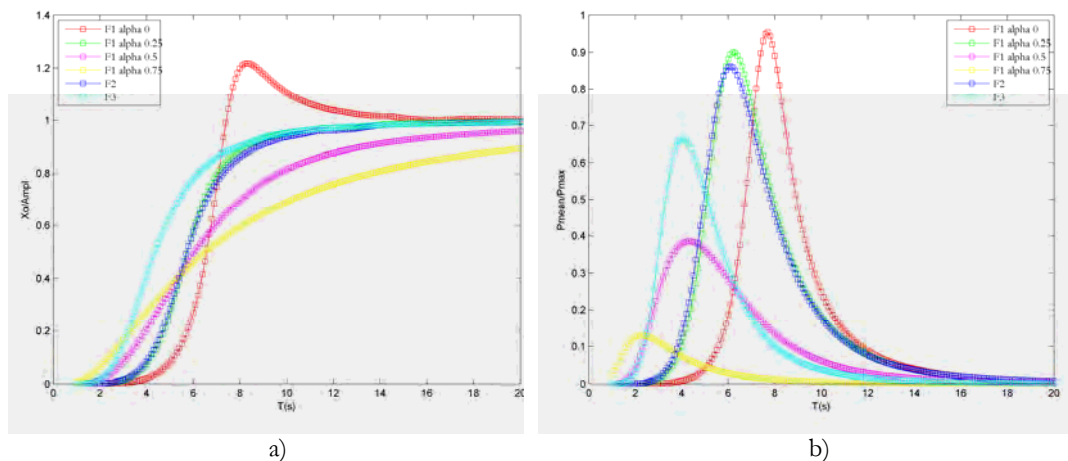 1.4
1.2
1
0.8
0.6
0.4
0.2
0
Xo/Ampl
F1 alpha 0
F1 alpha 0.25
F1 alpha 0.5
F1 alpha 0.75
F2
F3
0 2 4 6 8 10 12 14 16 18 20
T(s)
a)
1
0.9
0.8
0.7
0.6
0.5
0.4
0.3
0.2
0.1
0
Pmean/Pmax
F1 alpha 0
F1 alpha 0.25
F1 alpha 0.5
F1 alpha 0.75
F2
F3
0 2 4 6 8 10 12 14 16 18 20
T(s)
b)